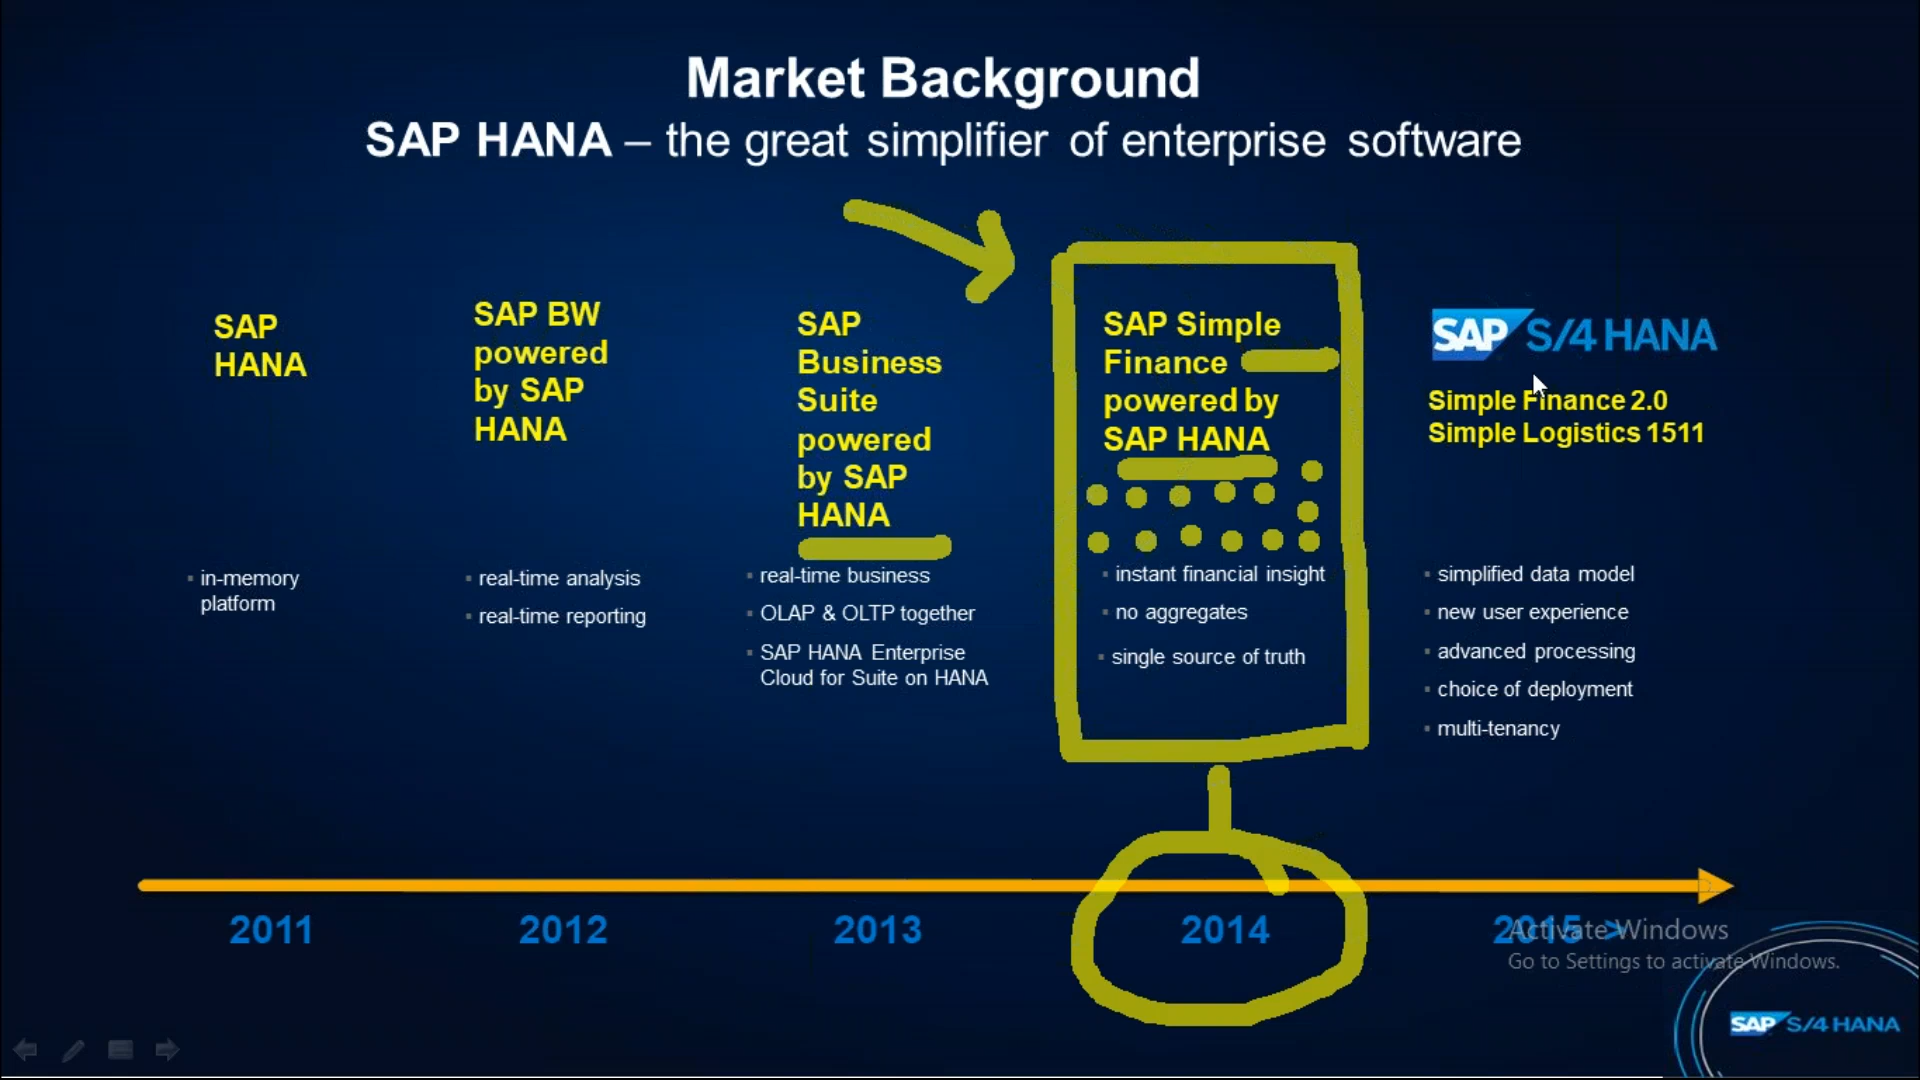 Market Background
SAP HANA – the great simplifier of enterprise software
SAP
HANA
SAP BW
powered
by SAP
HANA
SAP
Business
Suite
powered
by SAP
HANA
SAP Simple
Finance
powered by
SAP HANA
SAP S/4 HANA
Simple Finance 2.0
Simple Logistics 1511
▪ in-memory
platform
▪ real-time analysis
▪ real-time reporting
▪ real-time business
▪ OLAP & OLTP together
▪ SAP HANA Enterprise
Cloud for Suite on HANA
▪ instant financial insight
▪ no aggregates
▪ single source of truth
▪ simplified data model
▪ new user experience
▪ advanced processing
▪ choice of deployment
▪ multi-tenancy
2011
2012
2013
2014
2015 >
Activate Windows
Go to Settings to activate Windows.
SAP S/4 HANA